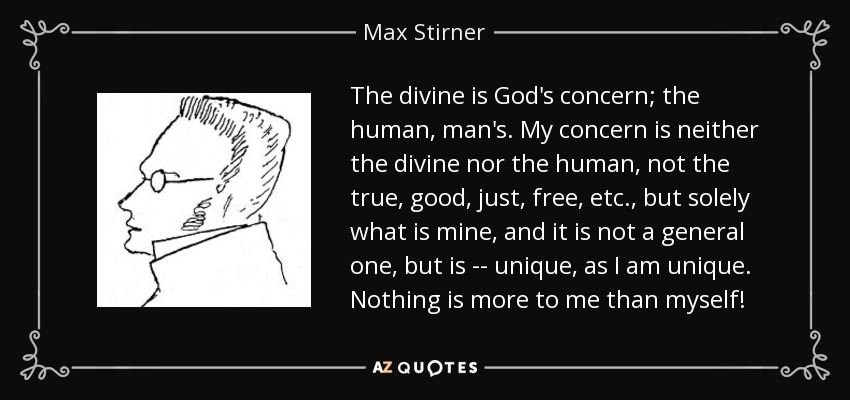 Max Stirner
The divine is God's concern; the
human, man's. My concern is neither
the divine nor the human, not the
true, good, just, free, etc., but solely
what is mine, and it is not a general
one, but is -- unique, as I am unique.
Nothing is more to me than myself!
AZ QUOTES